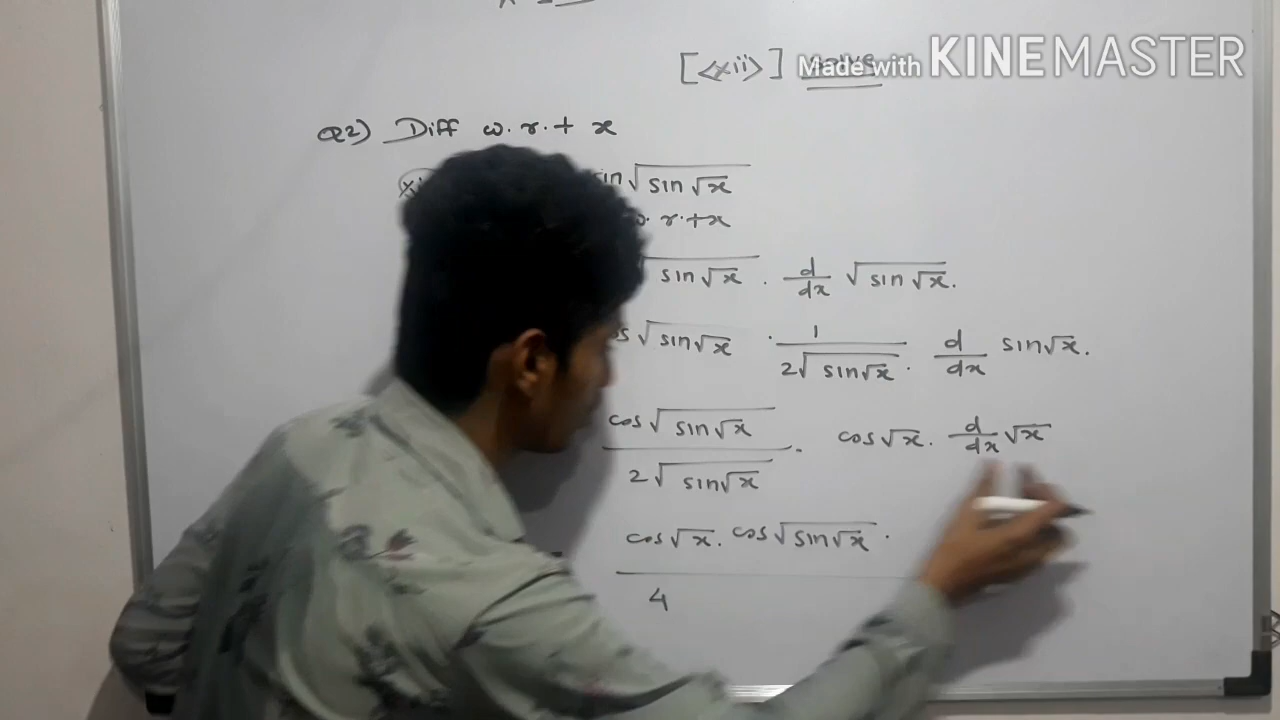 [<xii>]
Made with KINEMASTER
Q2) Diff w.r.t x
sin√(sin√x)
w.r.t x
√(sin√x) . d/dx √(sin√x).
cos√(sin√x) . 1/(2√(sin√x)) . d/dx sin√x.
cos√(sin√x)/(2√(sin√x)) . cos√x . d/dx √x
cos√x . cos√(sin√x) .
4